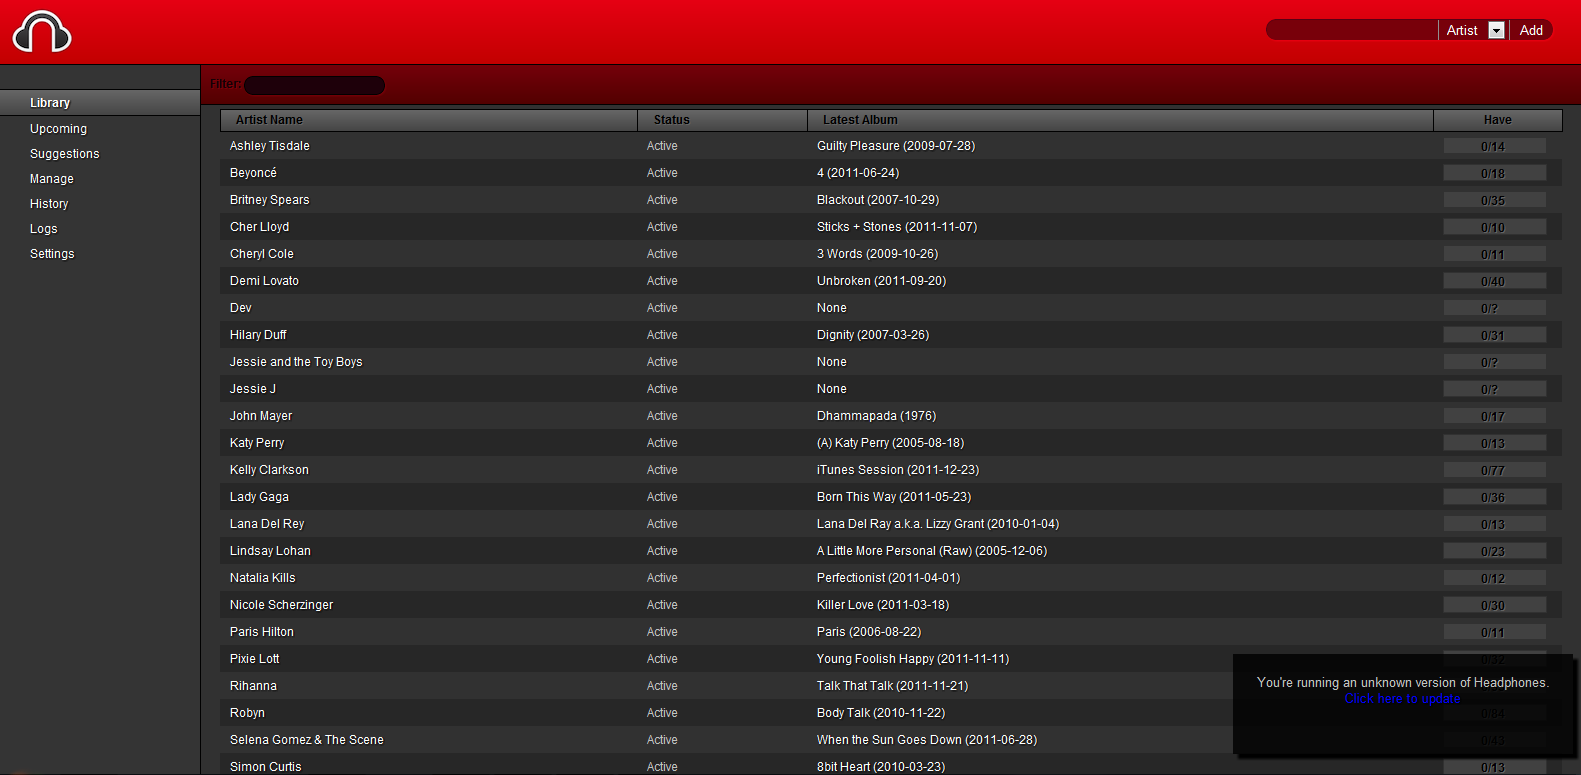 Artist Add
Filter:
Library
Upcoming
Suggestions
Manage
History
Logs
Settings
Artist Name Status Latest Album Have
Ashley Tisdale Active Guilty Pleasure (2009-07-28) 0/14
Beyoncé Active 4 (2011-06-24) 0/18
Britney Spears Active Blackout (2007-10-29) 0/35
Cher Lloyd Active Sticks + Stones (2011-11-07) 0/10
Cheryl Cole Active 3 Words (2009-10-26) 0/11
Demi Lovato Active Unbroken (2011-09-20) 0/40
Dev Active None 0/?
Hilary Duff Active Dignity (2007-03-26) 0/31
Jessie and the Toy Boys Active None 0/?
Jessie J Active None 0/?
John Mayer Active Dhammapada (1976) 0/17
Katy Perry Active (A) Katy Perry (2005-08-18) 0/13
Kelly Clarkson Active iTunes Session (2011-12-23) 0/77
Lady Gaga Active Born This Way (2011-05-23) 0/36
Lana Del Rey Active Lana Del Ray a.k.a. Lizzy Grant (2010-01-04) 0/13
Lindsay Lohan Active A Little More Personal (Raw) (2005-12-06) 0/23
Natalia Kills Active Perfectionist (2011-04-01) 0/12
Nicole Scherzinger Active Killer Love (2011-03-18) 0/30
Paris Hilton Active Paris (2006-08-22) 0/11
Pixie Lott Active Young Foolish Happy (2011-11-11) 0/32
Rihanna Active Talk That Talk (2011-11-21)
Robyn Active Body Talk (2010-11-22) 0/84
Selena Gomez & The Scene Active When the Sun Goes Down (2011-06-28) 0/43
Simon Curtis Active 8bit Heart (2010-03-23) 0/13
You're running an unknown version of Headphones.
Click here to update